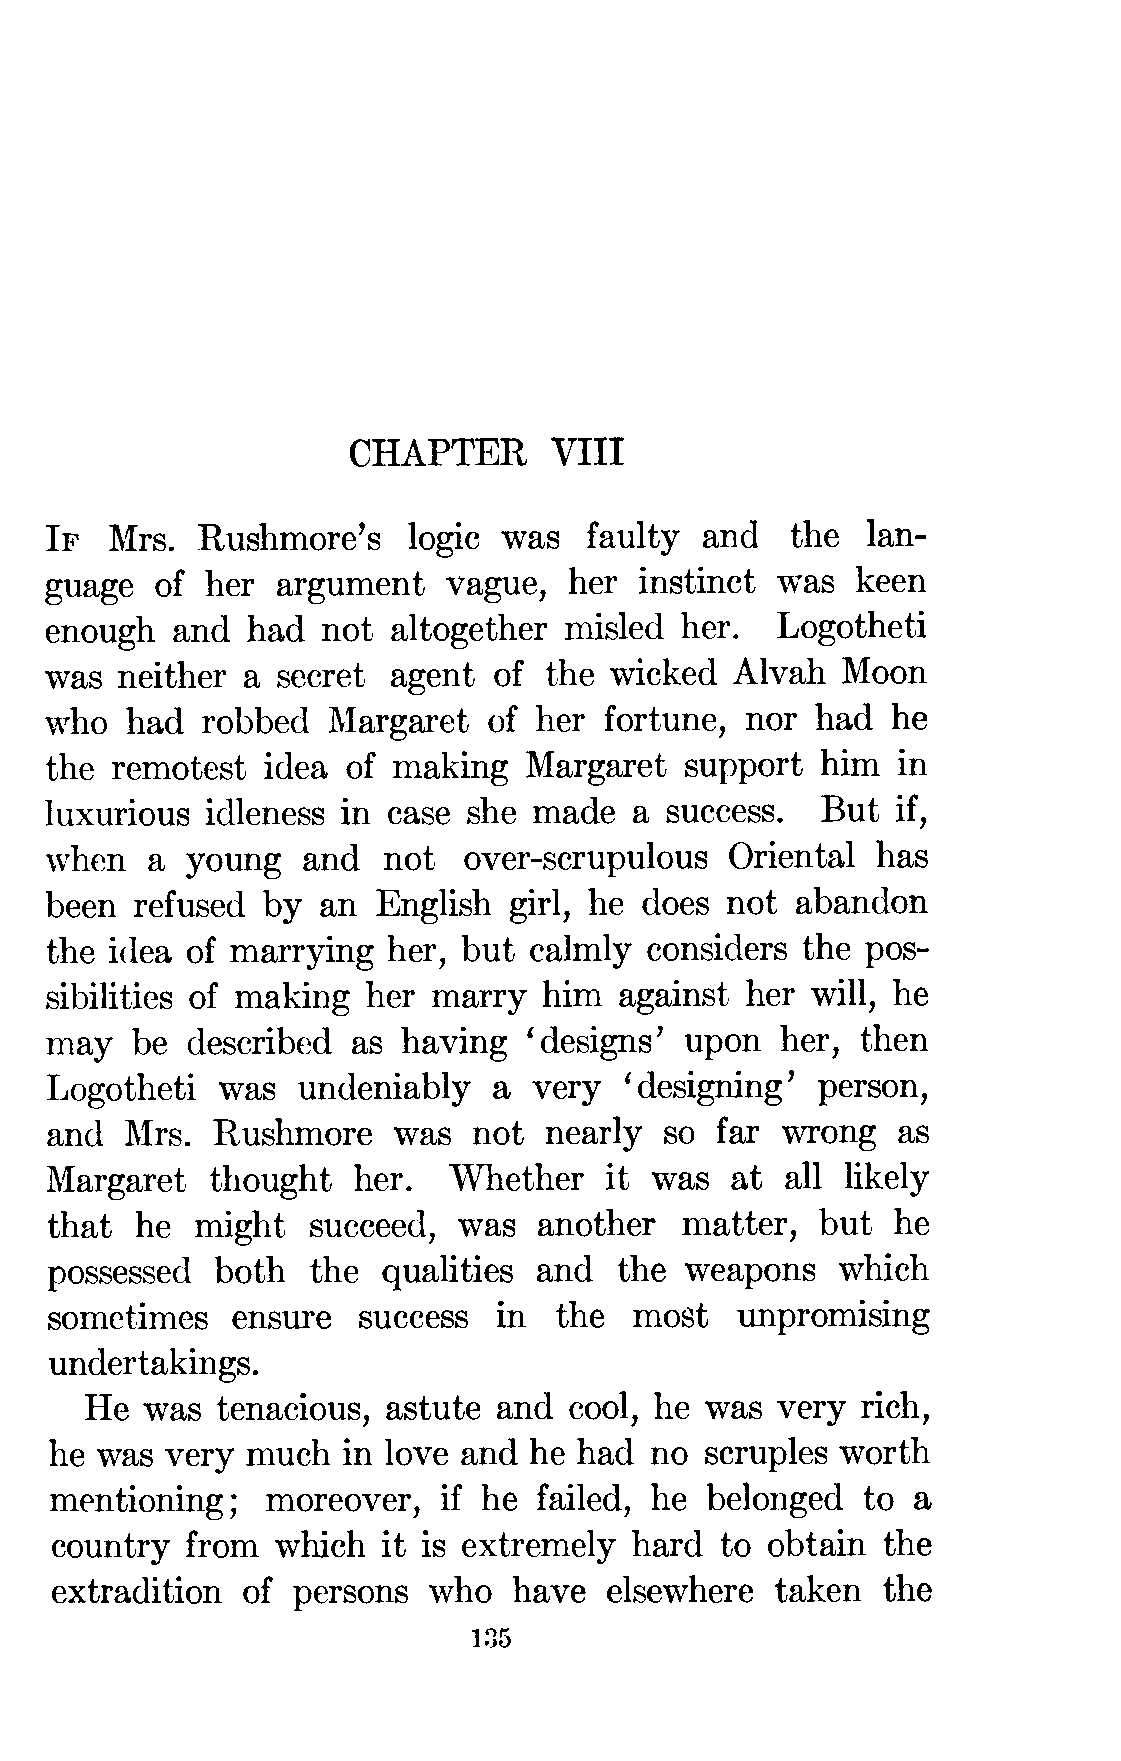 CHAPTER VIII
IF Mrs. Rushmore's logic was faulty and the lan-
guage of her argument vague, her instinct was keen
enough and had not altogether misled her. Logotheti
was neither a secret agent of the wicked Alvah Moon
who had robbed Margaret of her fortune, nor had he
the remotest idea of making Margaret support him in
luxurious idleness in case she made a success. But if,
when a young and not over-scrupulous Oriental has
been refused by an English girl, he does not abandon
the idea of marrying her, but calmly considers the pos-
sibilities of making her marry him against her will, he
may be described as having 'designs' upon her, then
Logotheti was undeniably a very 'designing' person,
and Mrs. Rushmore was not nearly so far wrong as
Margaret thought her. Whether it was at all likely
that he might succeed, was another matter, but he
possessed both the qualities and the weapons which
sometimes ensure success in the most unpromising
undertakings.
He was tenacious, astute and cool, he was very rich,
he was very much in love and he had no scruples worth
mentioning; moreover, if he failed, he belonged to a
country from which it is extremely hard to obtain the
extradition of persons who have elsewhere taken the
135